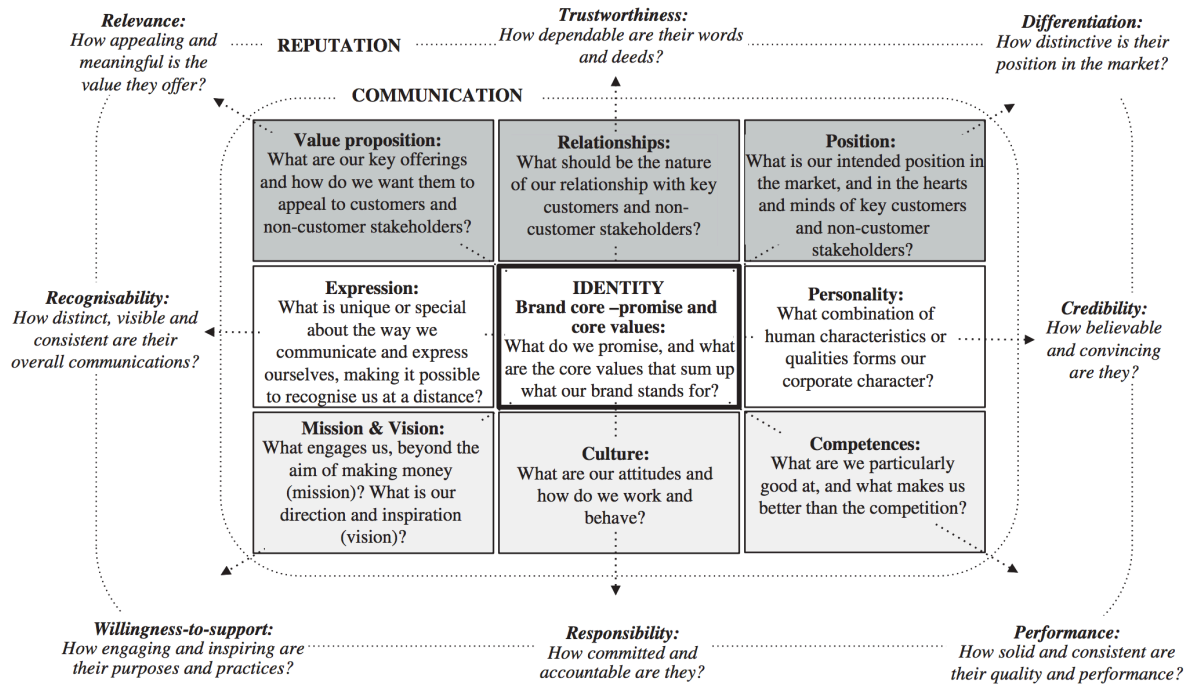 Relevance:
How appealing and
meaningful is the
value they offer?
REPUTATION
Trustworthiness:
How dependable are their words
and deeds?
Differentiation:
How distinctive is their
position in the market?
COMMUNICATION
Value proposition:
What are our key offerings
and how do we want them to
appeal to customers and
non-customer stakeholders?
Relationships:
What should be the nature
of our relationship with key
customers and non-
customer stakeholders?
Position:
What is our intended position in
the market, and in the hearts
and minds of key customers
and non-customer
stakeholders?
Recognisability:
How distinct, visible and
consistent are their
overall communications?
Expression:
What is unique or special
about the way we
communicate and express
ourselves, making it possible
to recognise us at a distance?
IDENTITY
Brand core –promise and
core values:
What do we promise, and what
are the core values that sum up
what our brand stands for?
Personality:
What combination of
human characteristics or
qualities forms our
corporate character?
Credibility:
How believable
and convincing
are they?
Mission & Vision:
What engages us, beyond the
aim of making money
(mission)? What is our
direction and inspiration
(vision)?
Culture:
What are our attitudes and
how do we work and
behave?
Competences:
What are we particularly
good at, and what makes us
better than the competition?
Willingness-to-support:
How engaging and inspiring are
their purposes and practices?
Responsibility:
How committed and
accountable are they?
Performance:
How solid and consistent are
their quality and performance?